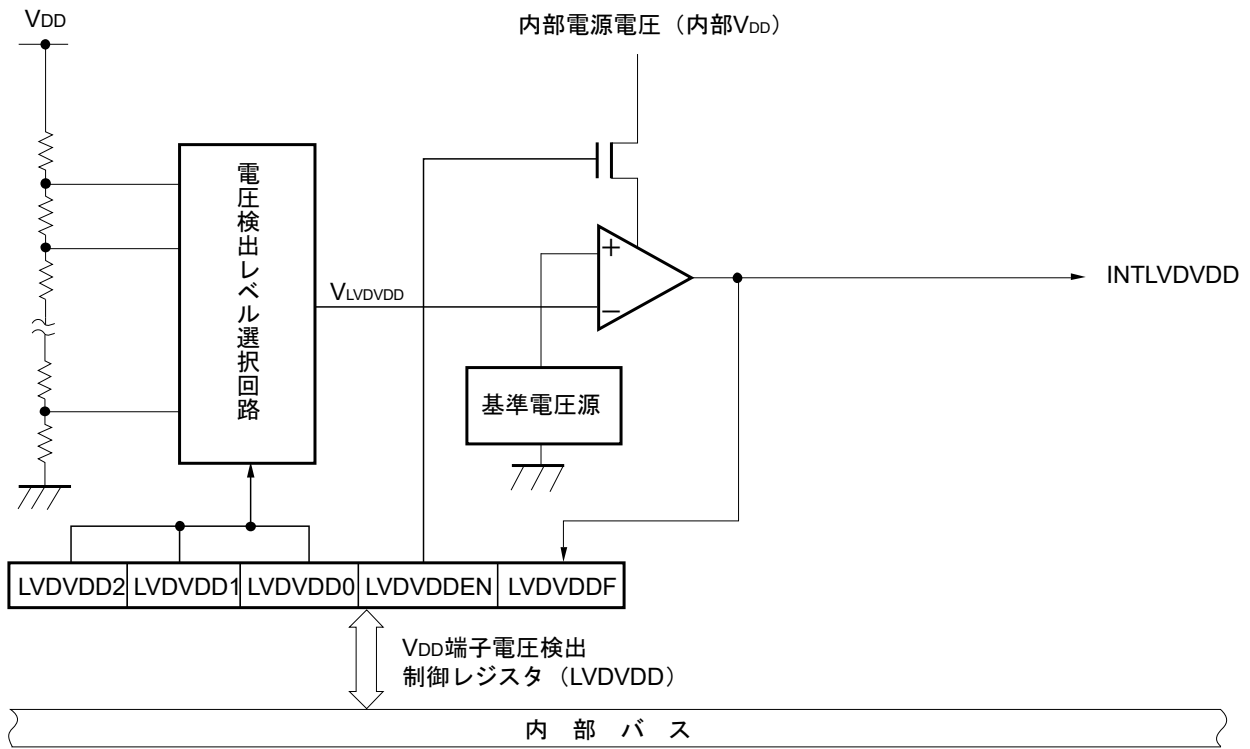 VDD
内部電源電圧（内部VDD）
電圧検出レベル選択回路
+
VLVDVDD
−
INTLVDVDD
基準電圧源
LVDVDD2 LVDVDD1 LVDVDD0 LVDVDDEN LVDVDDF
VDD端子電圧検出
制御レジスタ（LVDVDD）
内 部 バ ス